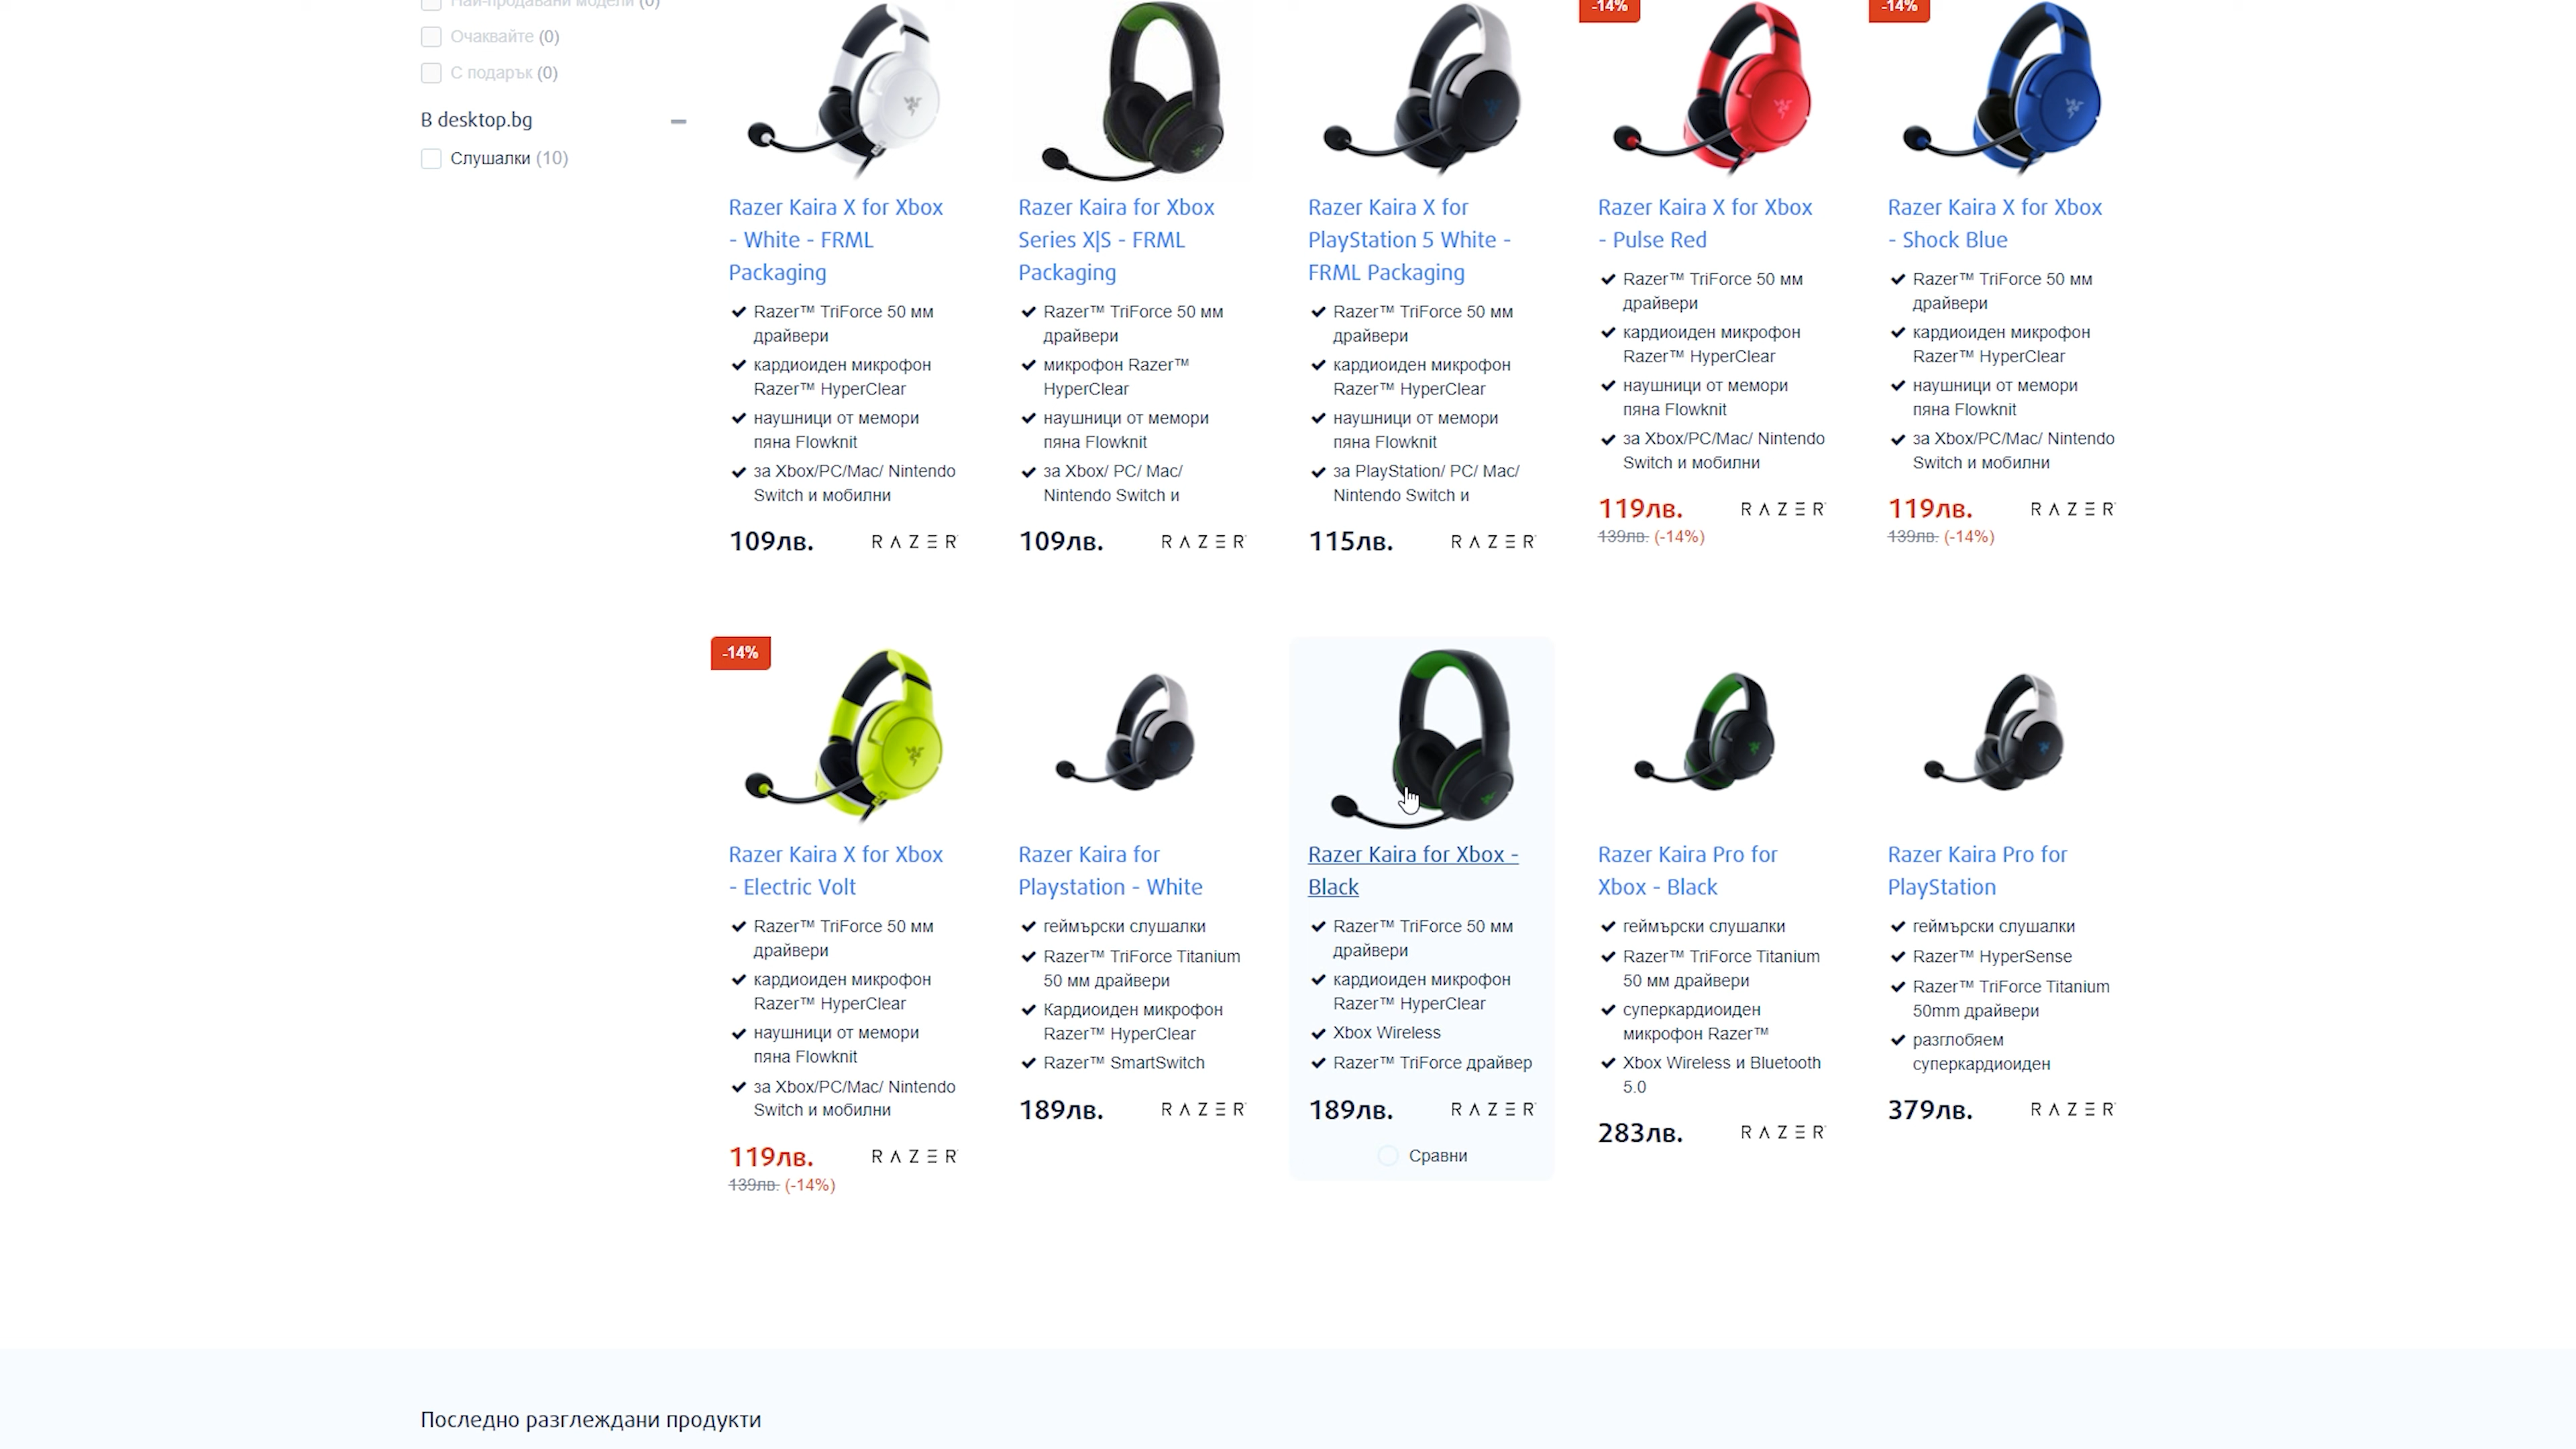 Най-продавани модели (0)
Очаквайте (0)
С подарък (0)
В desktop.bg
Слушалки (10)
-14%
-14%
Razer Kaira X for Xbox
- White - FRML
Packaging
Razer™ TriForce 50 мм
драйвери
кардиоиден микрофон
Razer™ HyperClear
наушници от мемори
пяна Flowknit
за Xbox/PC/Mac/ Nintendo
Switch и мобилни
109лв.
RAZER
Razer Kaira for Xbox
Series X|S - FRML
Packaging
Razer™ TriForce 50 мм
драйвери
микрофон Razer™
HyperClear
наушници от мемори
пяна Flowknit
за Xbox/ PC/ Mac/
Nintendo Switch и
109лв.
RAZER
Razer Kaira X for
PlayStation 5 White -
FRML Packaging
Razer™ TriForce 50 мм
драйвери
кардиоиден микрофон
Razer™ HyperClear
наушници от мемори
пяна Flowknit
за PlayStation/ PC/ Mac/
Nintendo Switch и
115лв.
RAZER
Razer Kaira X for Xbox
- Pulse Red
Razer™ TriForce 50 мм
драйвери
кардиоиден микрофон
Razer™ HyperClear
наушници от мемори
пяна Flowknit
за Xbox/PC/Mac/ Nintendo
Switch и мобилни
119лв.
RAZER
139лв. (-14%)
Razer Kaira X for Xbox
- Shock Blue
Razer™ TriForce 50 мм
драйвери
кардиоиден микрофон
Razer™ HyperClear
наушници от мемори
пяна Flowknit
за Xbox/PC/Mac/ Nintendo
Switch и мобилни
119лв.
RAZER
139лв. (-14%)
-14%
Razer Kaira X for Xbox
- Electric Volt
Razer™ TriForce 50 мм
драйвери
кардиоиден микрофон
Razer™ HyperClear
наушници от мемори
пяна Flowknit
за Xbox/PC/Mac/ Nintendo
Switch и мобилни
119лв.
RAZER
139лв. (-14%)
Razer Kaira for
Playstation - White
геймърски слушалки
Razer™ TriForce Titanium
50 мм драйвери
Кардиоиден микрофон
Razer™ HyperClear
Razer™ SmartSwitch
189лв.
RAZER
Razer Kaira for Xbox -
Black
Razer™ TriForce 50 мм
драйвери
кардиоиден микрофон
Razer™ HyperClear
Xbox Wireless
Razer™ TriForce драйвер
189лв.
RAZER
Сравни
Razer Kaira Pro for
Xbox - Black
геймърски слушалки
Razer™ TriForce Titanium
50 мм драйвери
суперкардиоиден
микрофон Razer™
Xbox Wireless и Bluetooth
5.0
283лв.
RAZER
Razer Kaira Pro for
PlayStation
геймърски слушалки
Razer™ HyperSense
Razer™ TriForce Titanium
50mm драйвери
разглобяем
суперкардиоиден
379лв.
RAZER
Последно разглеждани продукти